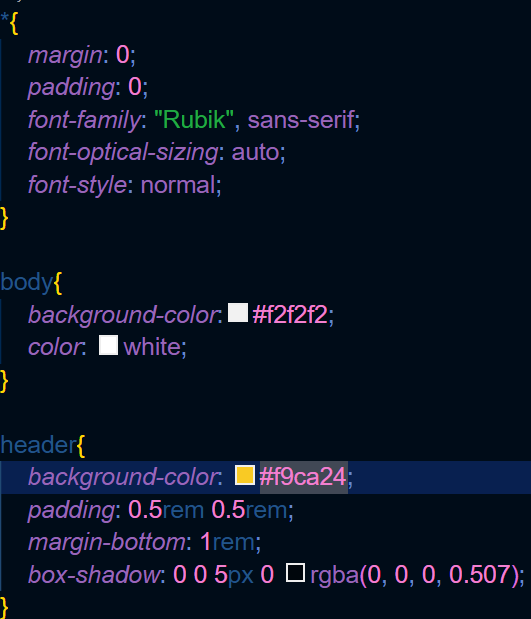 *{
margin: 0;
padding: 0;
font-family: "Rubik", sans-serif;
font-optical-sizing: auto;
font-style: normal;
}
body{
background-color: #f2f2f2;
color: white;
}
header{
background-color: #f9ca24;
padding: 0.5rem 0.5rem;
margin-bottom: 1rem;
box-shadow: 0 0 5px 0 rgba(0, 0, 0, 0.507);
}